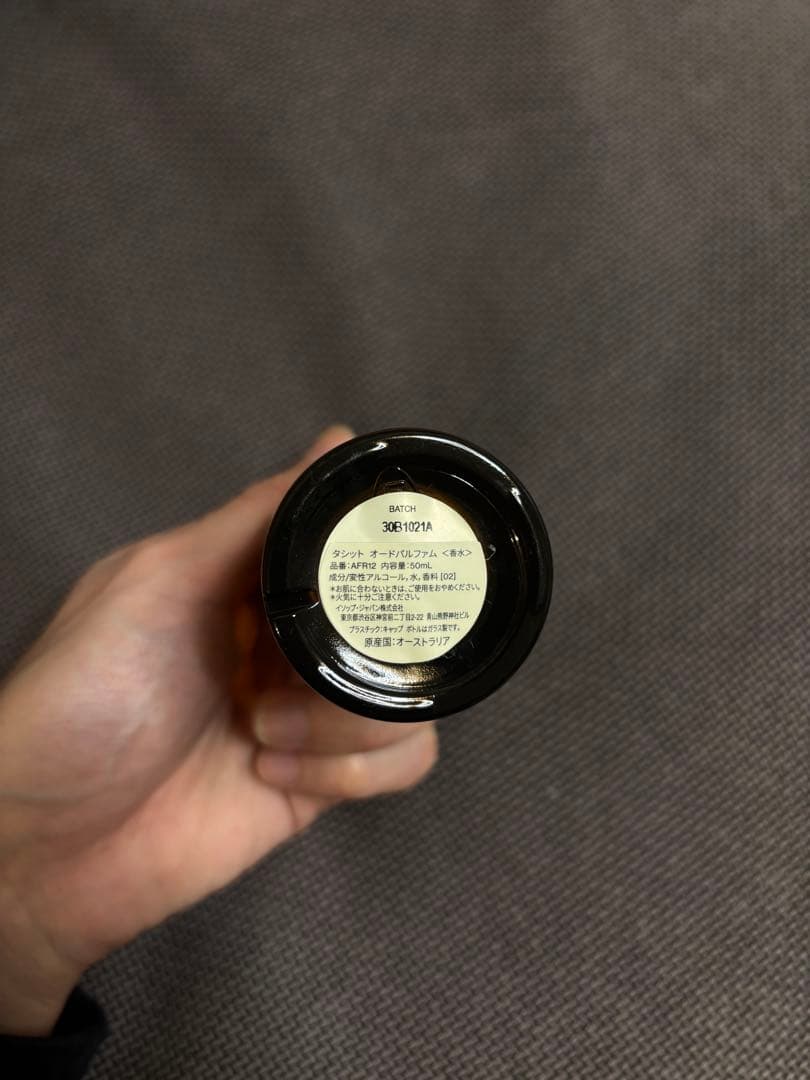 BATCH
30B1021A
タシット オードパルファム <香水>
品番:AFR12 内容量:50mL
成分/変性アルコール,水,香料 [02]
*お肌に合わないときは、ご使用をおやめください。
*火気に十分ご注意ください。
イソップ・ジャパン株式会社
東京都渋谷区神宮前二丁目2-22 青山熊野神社ビル
プラスチック:キャップ ボトルはガラス製です。
原産国:オーストラリア